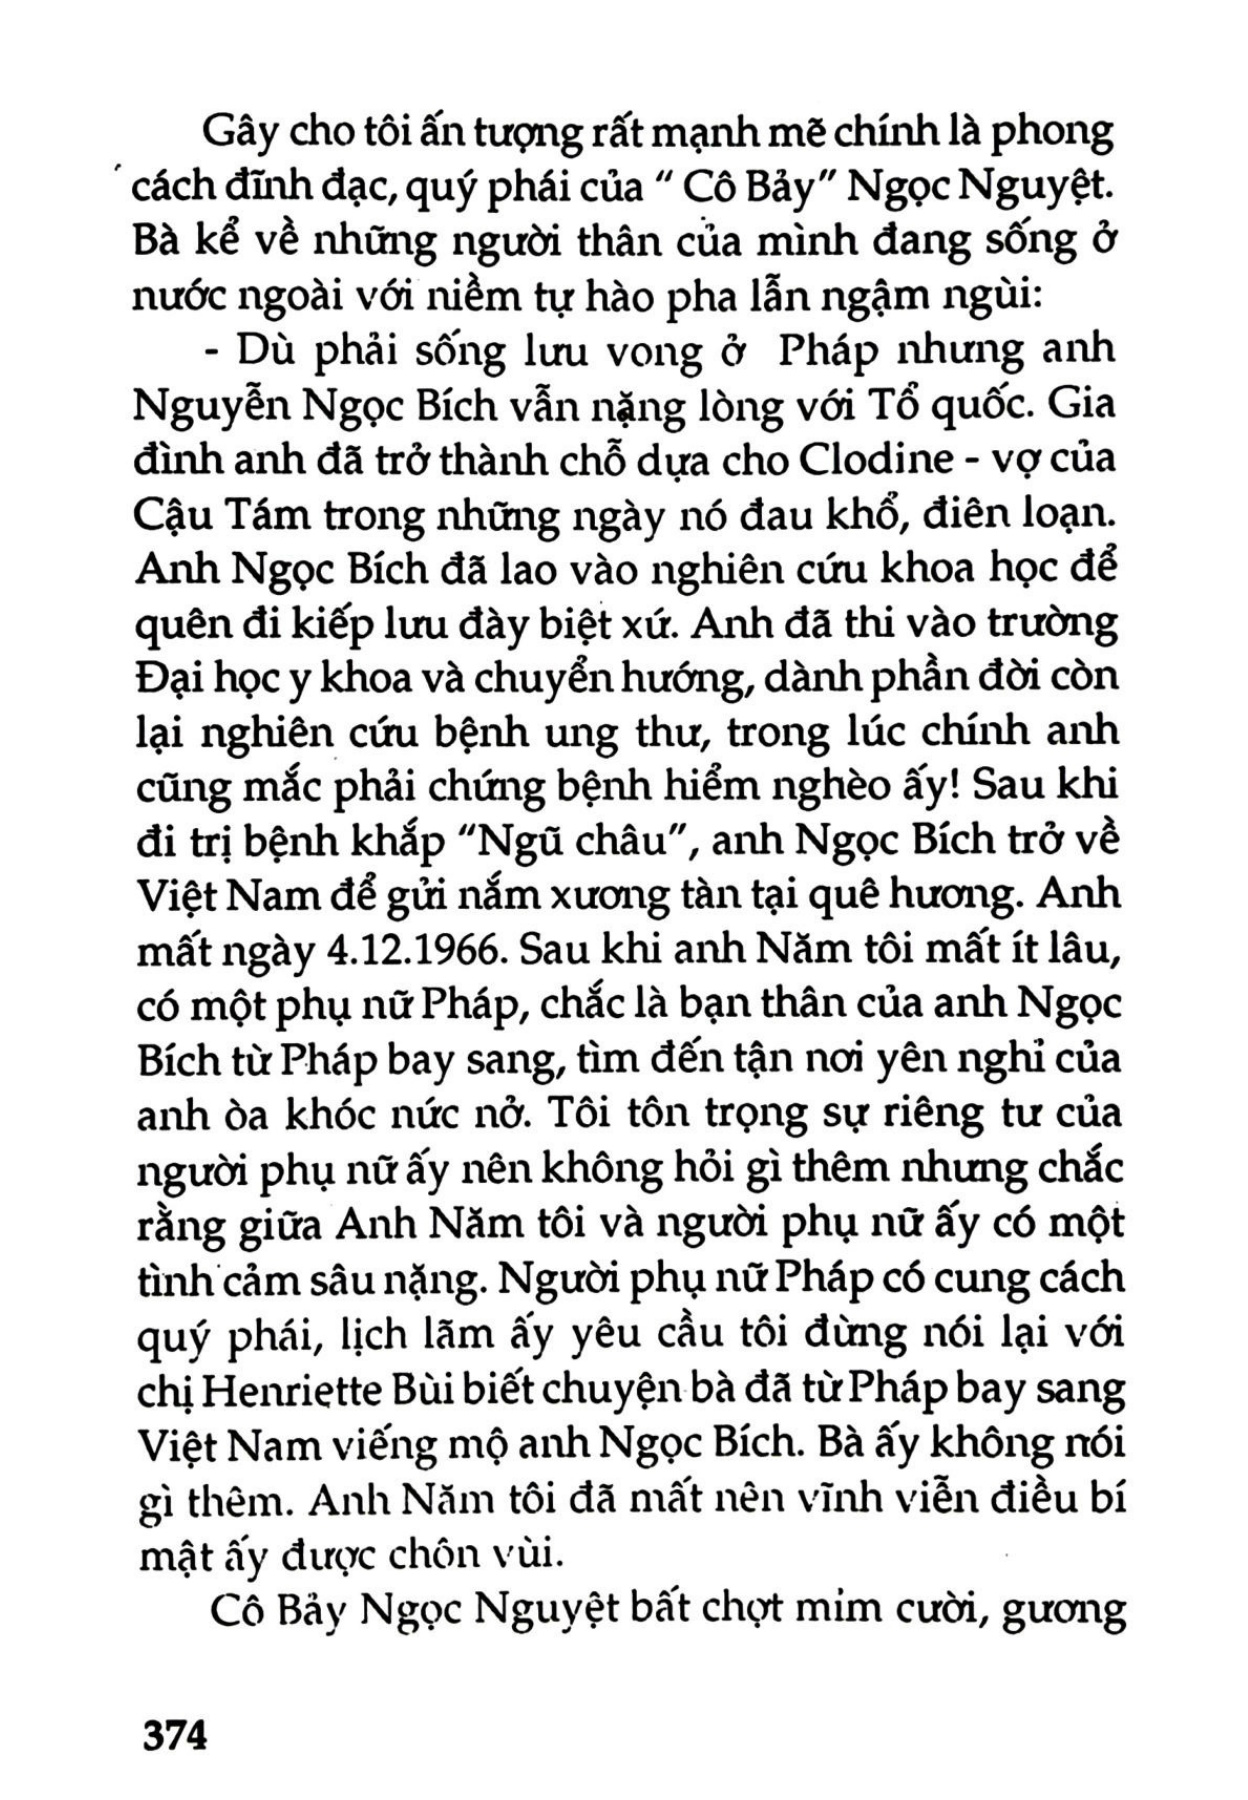 Gây cho tôi ấn tượng rất mạnh mẽ chính là phong
cách đĩnh đạc, quý phái của " Cô Bảy" Ngọc Nguyệt.
Bà kể về những người thân của mình đang sống ở
nước ngoài với niềm tự hào pha lẫn ngậm ngùi:
- Dù phải sống lưu vong ở Pháp nhưng anh
Nguyễn Ngọc Bích vẫn nặng lòng với Tổ quốc. Gia
đình anh đã trở thành chỗ dựa cho Clodine - vợ của
Cậu Tám trong những ngày nó đau khổ, điên loạn.
Anh Ngọc Bích đã lao vào nghiên cứu khoa học để
quên đi kiếp lưu đày biệt xứ. Anh đã thi vào trường
Đại học y khoa và chuyển hướng, dành phần đời còn
lại nghiên cứu bệnh ung thư, trong lúc chính anh
cũng mắc phải chứng bệnh hiểm nghèo ấy! Sau khi
đi trị bệnh khắp "Ngũ châu", anh Ngọc Bích trở về
Việt Nam để gửi nắm xương tàn tại quê hương. Anh
mất ngày 4.12.1966. Sau khi anh Năm tôi mất ít lâu,
có một phụ nữ Pháp, chắc là bạn thân của anh Ngọc
Bích từ Pháp bay sang, tìm đến tận nơi yên nghỉ của
anh òa khóc nức nở. Tôi tôn trọng sự riêng tư của
người phụ nữ ấy nên không hỏi gì thêm nhưng chắc
rằng giữa Anh Năm tôi và người phụ nữ ấy có một
tình cảm sâu nặng. Người phụ nữ Pháp có cung cách
quý phái, lịch lãm ấy yêu cầu tôi đừng nói lại với
chị Henriette Bùi biết chuyện bà đã từ Pháp bay sang
Việt Nam viếng mộ anh Ngọc Bích. Bà ấy không nói
gì thêm. Anh Năm tôi đã mất nên vĩnh viễn điều bí
mật ấy được chôn vùi.
Cô Bảy Ngọc Nguyệt bất chợt mỉm cười, gương
374